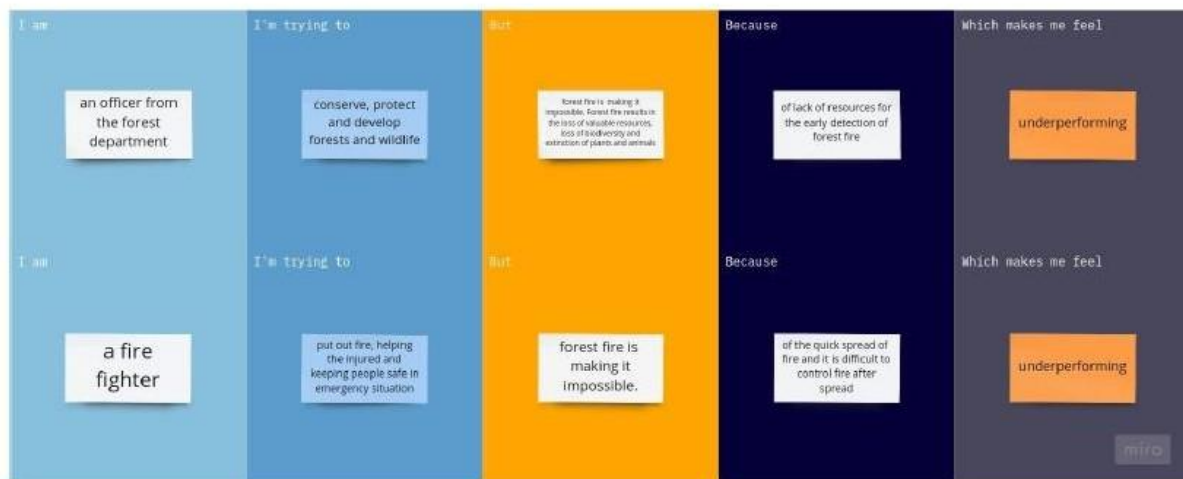 I am
I'm trying to
But
Because
Which makes me feel
an officer from
the forest
department
conserve, protect
and develop
forests and wildlife
forest fire is making it
impossible. Forest fire results in
the loss of valuable resources,
loss of biodiversity and
extinction of plants and animals
of lack of resources for
the early detection of
forest fire
underperforming
I am
I'm trying to
But
Because
Which makes me feel
a fire
fighter
put out fire, helping
the injured and
keeping people safe in
emergency situation
forest fire is
making it
impossible.
of the quick spread of
fire and it is difficult to
control fire after
spread
underperforming
miro